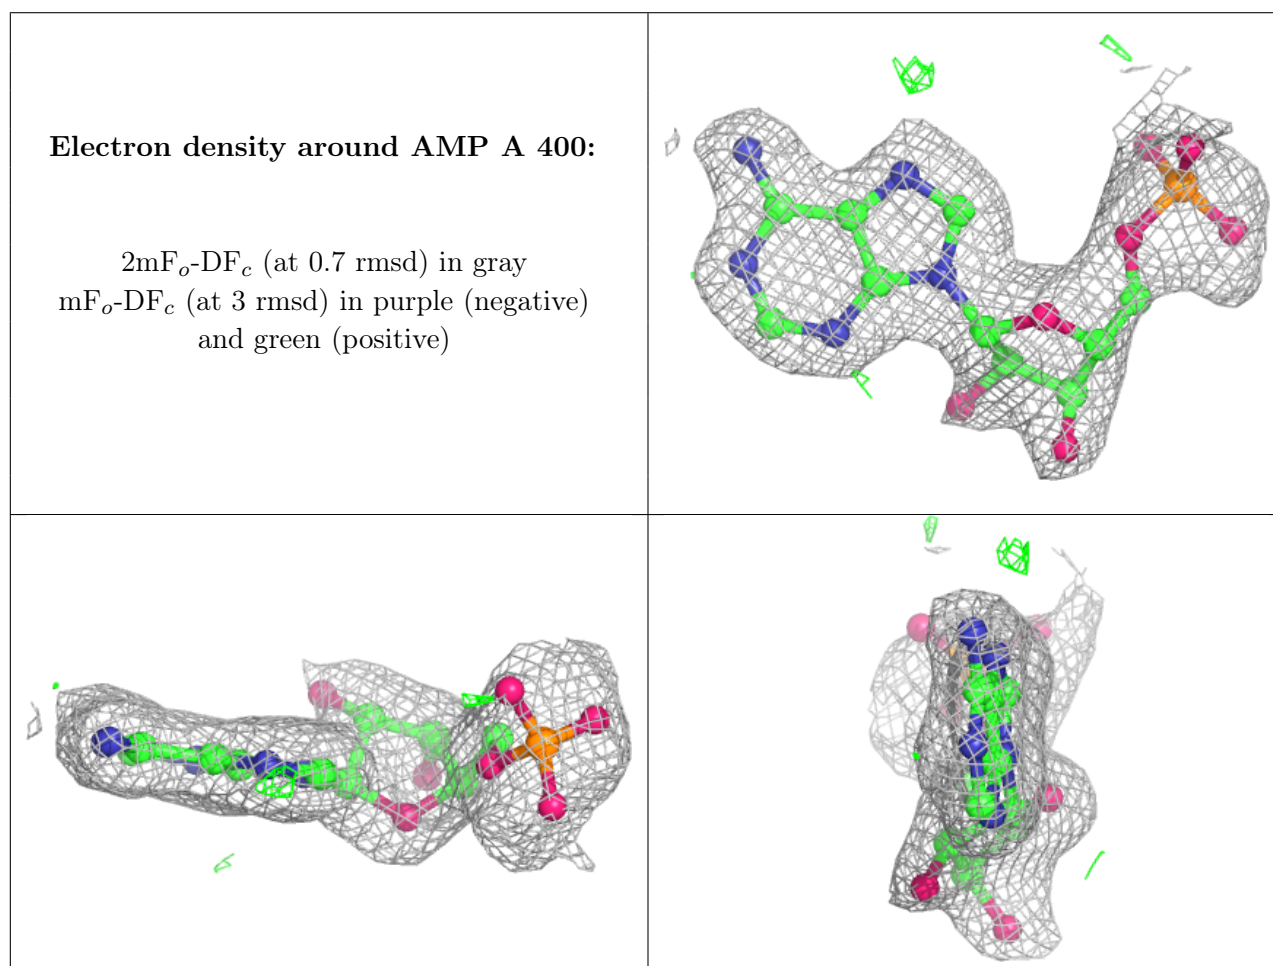 Electron density around AMP A 400:
2mFo-DFc (at 0.7 rmsd) in gray
mFo-DFc (at 3 rmsd) in purple (negative)
and green (positive)